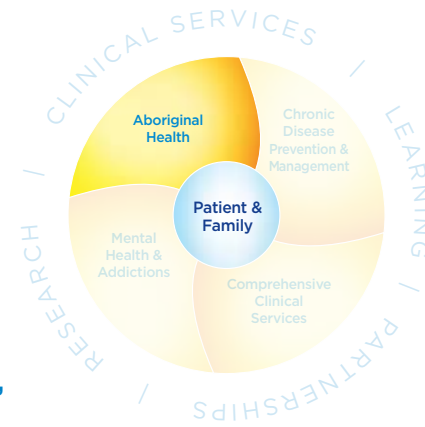 CLINICAL SERVICES / LEARNING / PARTNERSHIPS / RESEARCH /
Aboriginal
Health
Chronic
Disease
Prevention &
Management
Patient &
Family
Mental
Health &
Addictions
Comprehensive
Clinical
Services